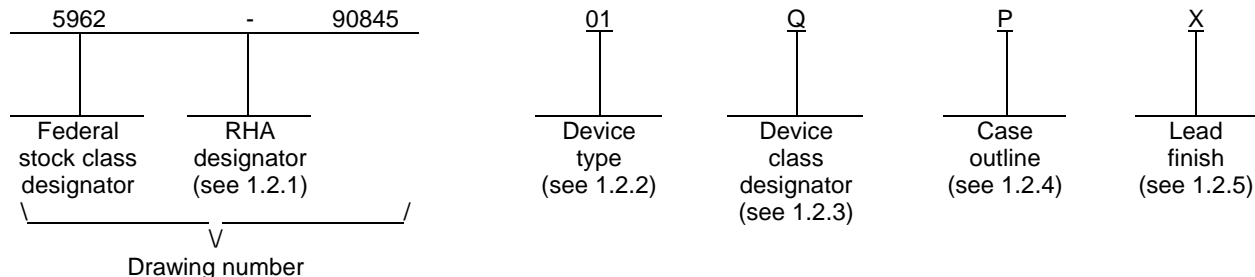 5962 - 90845 01 Q P X
Federal stock class designator
RHA designator (see 1.2.1)
Device type (see 1.2.2)
Device class designator (see 1.2.3)
Case outline (see 1.2.4)
Lead finish (see 1.2.5)
Drawing number